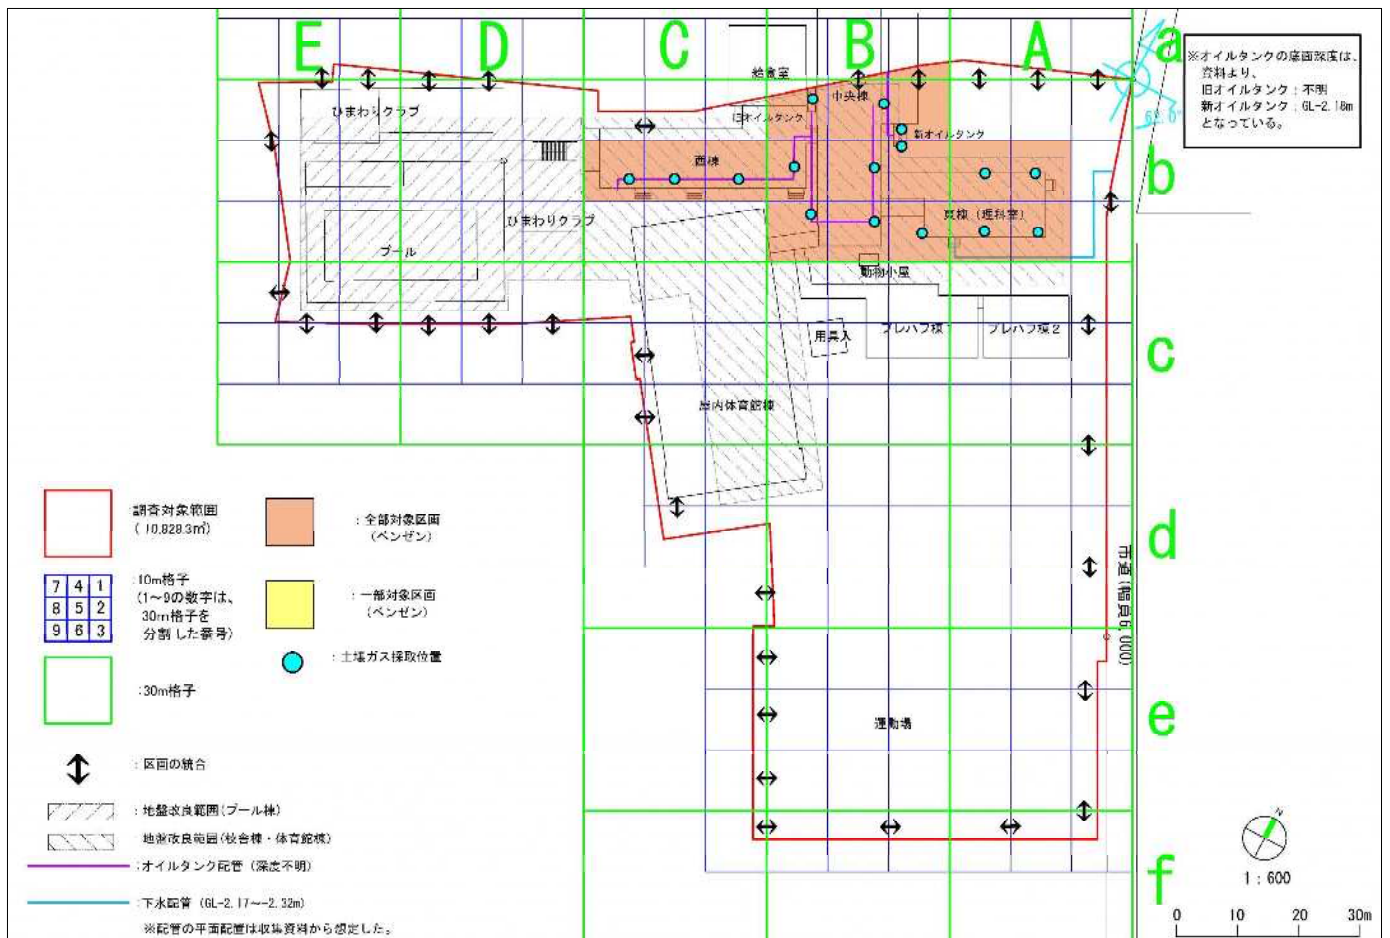 E
D
C
B
A
a
※オイルタンクの底面深度は、
資料より、
旧オイルタンク：不明
新オイルタンク：GL-2.18m
となっている。
給食室
中央棟
ひまわりクラブ
旧オイルタンク
新オイルタンク
西棟
b
ひまわりクラブ
東棟（理科室）
プール
動物小屋
用具入
プレハブ棟1
プレハブ棟2
c
屋内体育館棟
d
市道(幅員6,000)
運動場
e
f
:調査対象範囲
(10,828.3㎡)
7 4 1
8 5 2
9 6 3
:10m格子
(1～9の数字は、
30m格子を
分割した番号)
:30m格子
：全部対象区画
(ベンゼン)
：一部対象区画
(ベンゼン)
：土壌ガス採取位置
：区画の統合
：地盤改良範囲(プール棟)
地盤改良範囲(校舎棟・体育館棟)
:オイルタンク配管（深度不明）
:下水配管（GL-2.17～-2.32m）
※配管の平面配置は収集資料から想定した。
N
1：600
0 10 20 30m